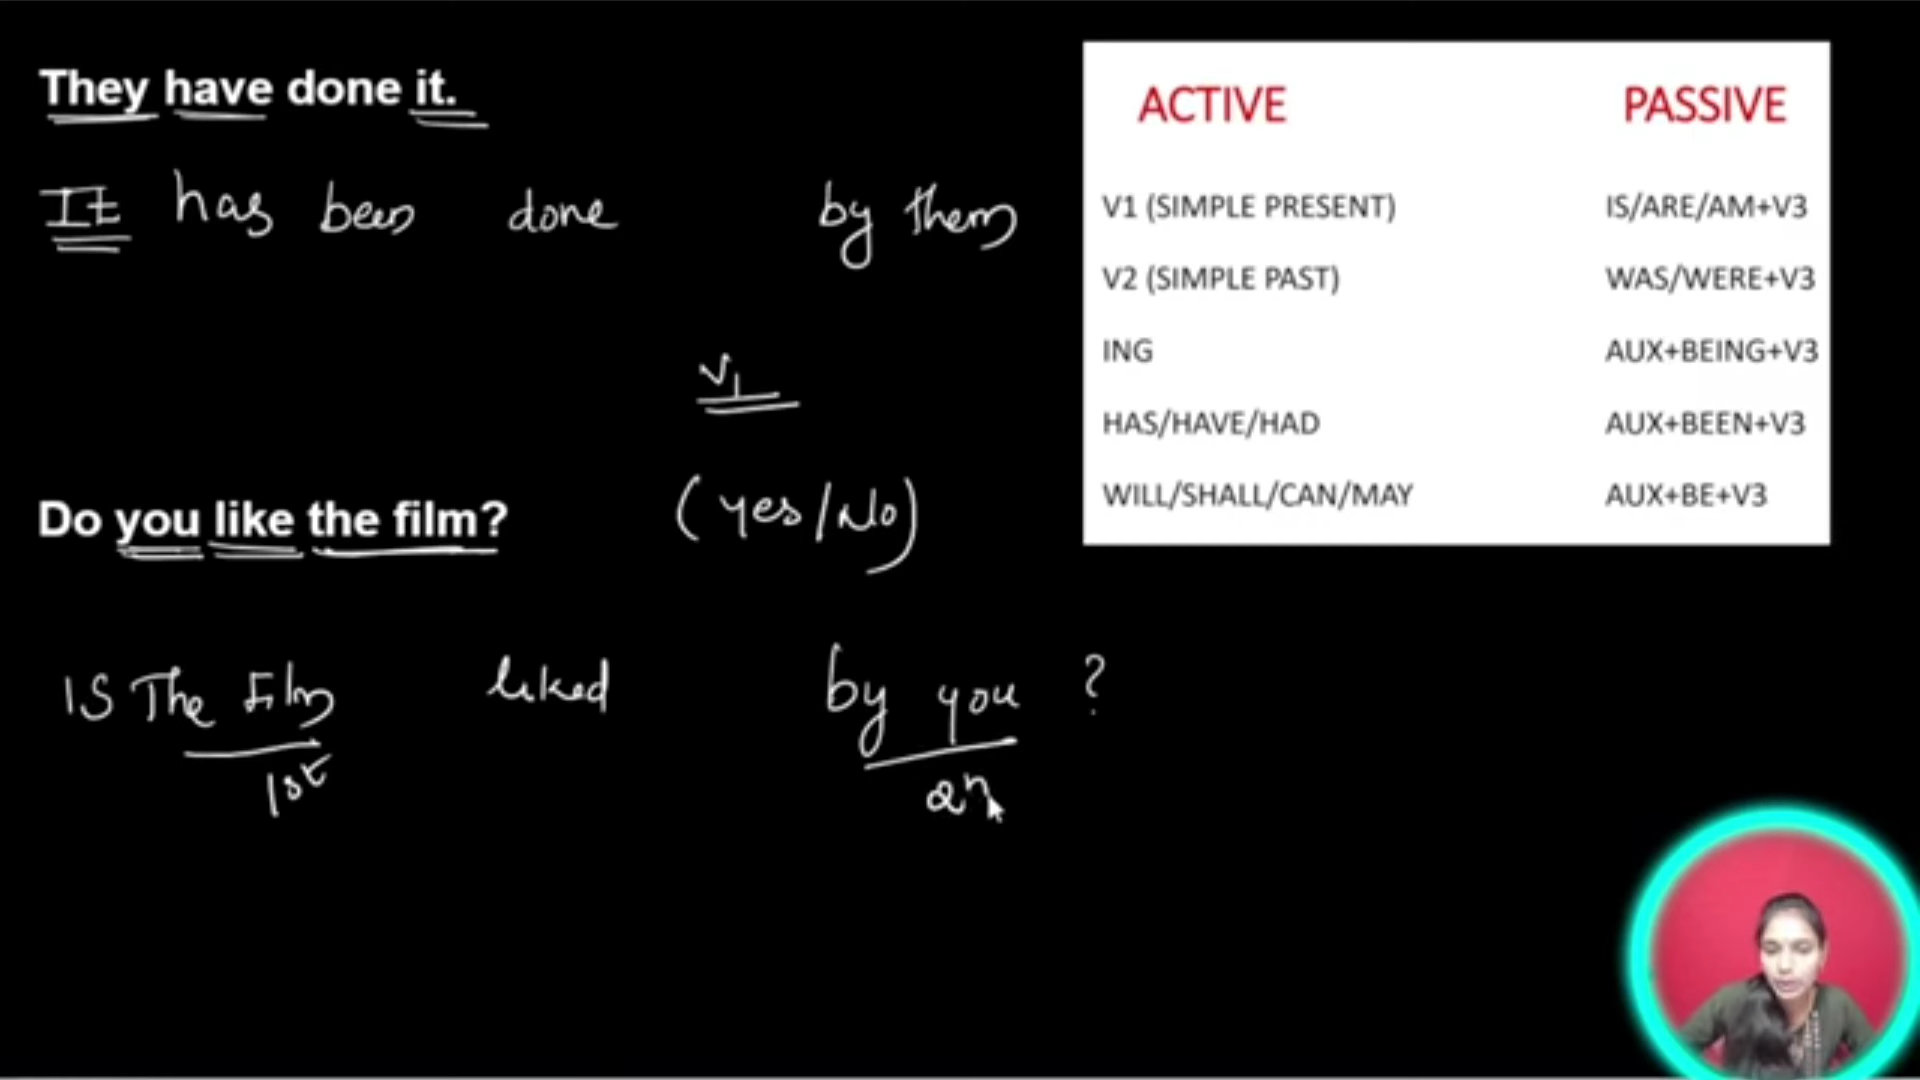 They have done it.
It has been done by them
V1
Do you like the film?
(yes/No)
IS The Film liked by you ?
1st
2n
ACTIVE PASSIVE
V1 (SIMPLE PRESENT) IS/ARE/AM+V3
V2 (SIMPLE PAST) WAS/WERE+V3
ING AUX+BEING+V3
HAS/HAVE/HAD AUX+BEEN+V3
WILL/SHALL/CAN/MAY AUX+BE+V3